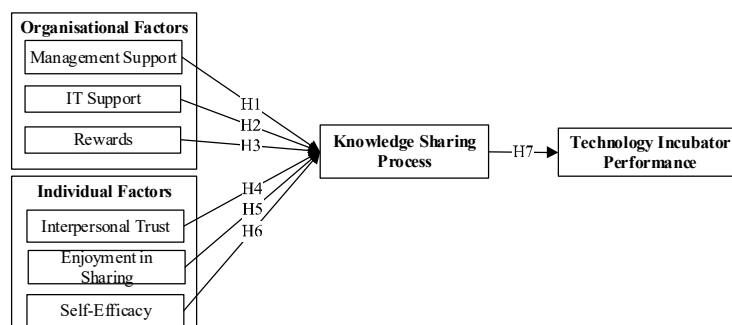 Organisational Factors
Management Support
IT Support
Rewards
H1
H2
H3
Individual Factors
Interpersonal Trust
Enjoyment in
Sharing
Self-Efficacy
H4
H5
H6
Knowledge Sharing
Process
H7
Technology Incubator
Performance